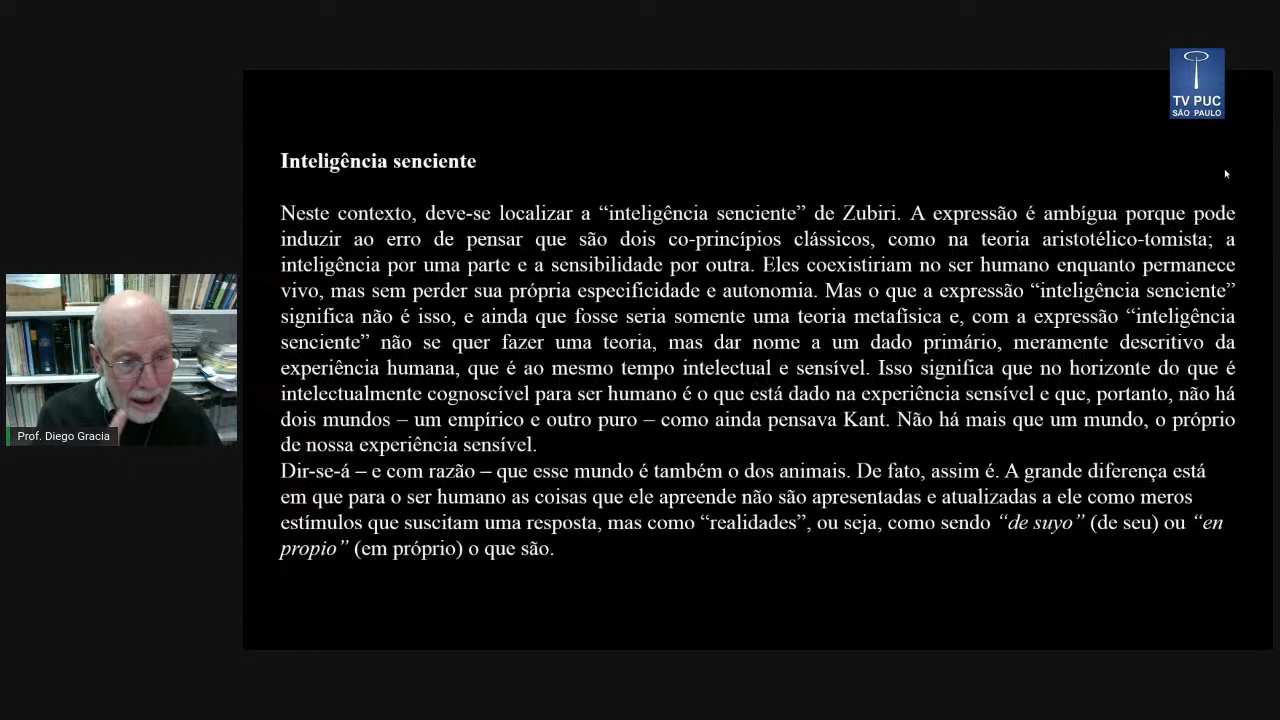 TV PUC
SÃO PAULO
Inteligência senciente
Neste contexto, deve-se localizar a “inteligência senciente” de Zubiri. A expressão é ambígua porque pode
induzir ao erro de pensar que são dois co-princípios clássicos, como na teoria aristotélico-tomista; a
inteligência por uma parte e a sensibilidade por outra. Eles coexistiriam no ser humano enquanto permanece
vivo, mas sem perder sua própria especificidade e autonomia. Mas o que a expressão “inteligência senciente”
significa não é isso, e ainda que fosse seria somente uma teoria metafísica e, com a expressão “inteligência
senciente” não se quer fazer uma teoria, mas dar nome a um dado primário, meramente descritivo da
experiência humana, que é ao mesmo tempo intelectual e sensível. Isso significa que no horizonte do que é
intelectualmente cognoscível para ser humano é o que está dado na experiência sensível e que, portanto, não há
dois mundos – um empírico e outro puro – como ainda pensava Kant. Não há mais que um mundo, o próprio
de nossa experiência sensível.
Dir-se-á – e com razão – que esse mundo é também o dos animais. De fato, assim é. A grande diferença está
em que para o ser humano as coisas que ele apreende não são apresentadas e atualizadas a ele como meros
estímulos que suscitam uma resposta, mas como “realidades”, ou seja, como sendo “de suyo” (de seu) ou “en
propio” (em próprio) o que são.
Prof. Diego Gracia